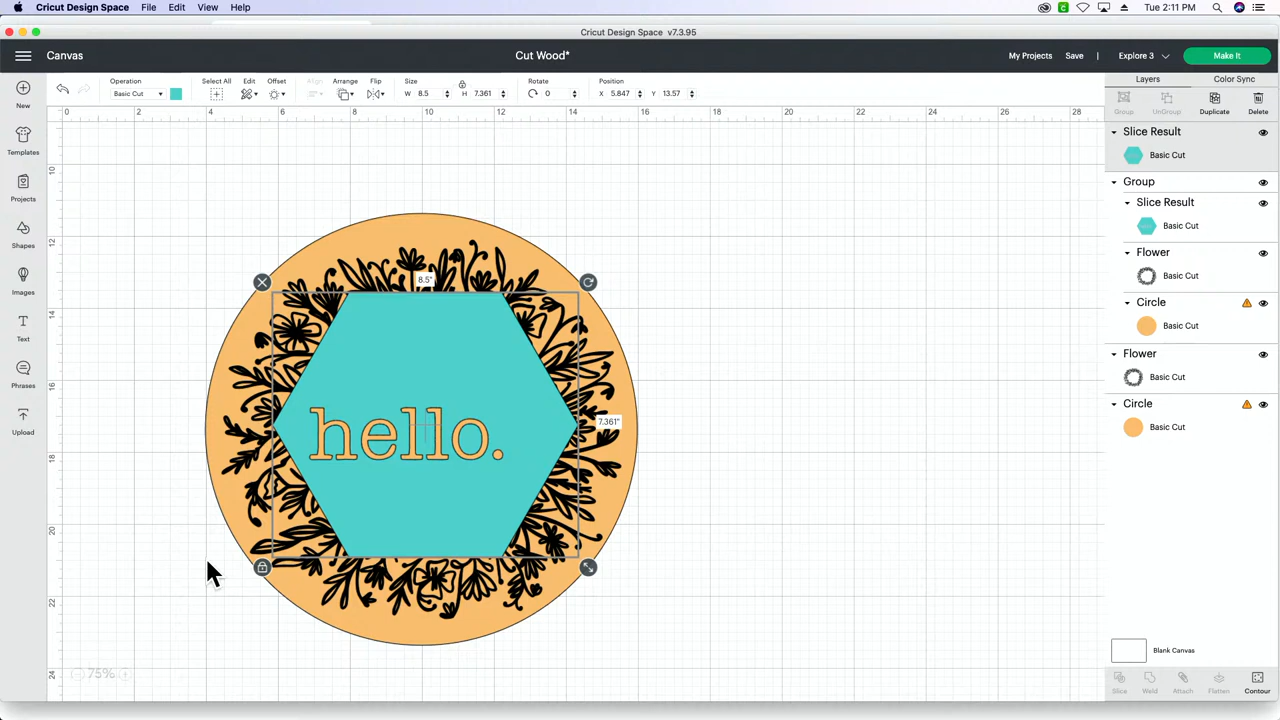 Cricut Design Space File Edit View Help Tue 2:11 PM
Cricut Design Space v7.3.95
Canvas Cut Wood* My Projects Save | Explore 3 Make It
Operation Select All Edit Offset Align Arrange Flip Size Rotate Position Layers Color Sync
Basic Cut W 8.5 H 7.361 0 X 5.847 Y 13.57
New Group UnGroup Duplicate Delete
0 2 4 6 8 10 12 14 16 18 20 22 24 26 28
Templates
Projects
Shapes
Images
Text
Phrases
Upload
10
12
14
16
18
20
22
24
8.5"
7.361"
hello.
75%
Slice Result
Basic Cut
Group
Slice Result
Basic Cut
Flower
Basic Cut
Circle
Basic Cut
Flower
Basic Cut
Circle
Basic Cut
Blank Canvas
Slice Weld Attach Flatten Contour